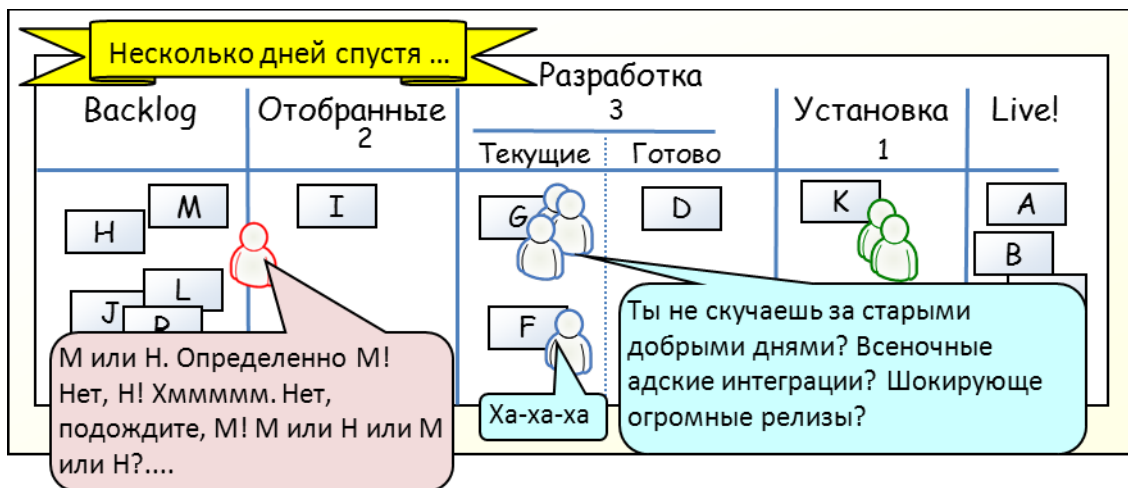 Несколько дней спустя ...
Разработка
Backlog
Отобранные
3
Установка
Live!
2
1
Текущие
Готово
M
I
G
D
K
A
H
B
L
J
F
М или Н. Определенно М!
Нет, Н! Хммммм. Нет,
подождите, М! М или Н или М
или Н?....
Ха-ха-ха
Ты не скучаешь за старыми
добрыми днями? Всеночные
адские интеграции? Шокирующе
огромные релизы?